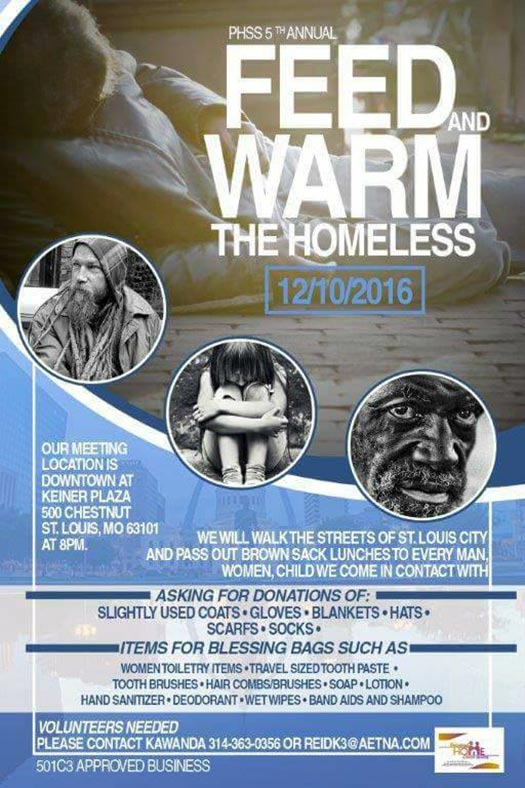 PHSS 5TH ANNUAL
FEED
AND
WARM
THE HOMELESS
12/10/2016
OUR MEETING
LOCATION IS
DOWNTOWN AT
KEINER PLAZA
500 CHESTNUT
ST. LOUIS, MO 63101
AT 8PM.
WE WILL WALK THE STREETS OF ST. LOUIS CITY
AND PASS OUT BROWN SACK LUNCHES TO EVERY MAN,
WOMEN, CHILD WE COME IN CONTACT WITH
ASKING FOR DONATIONS OF:
SLIGHTLY USED COATS • GLOVES • BLANKETS • HATS •
SCARFS • SOCKS •
ITEMS FOR BLESSING BAGS SUCH AS
WOMEN TOILETRY ITEMS • TRAVEL SIZED TOOTH PASTE •
TOOTH BRUSHES • HAIR COMBS/BRUSHES • SOAP • LOTION •
HAND SANITIZER • DEODORANT • WET WIPES • BAND AIDS AND SHAMPOO
VOLUNTEERS NEEDED
PLEASE CONTACT KAWANDA 314-363-0356 OR REIDK3@AETNA.COM
501C3 APPROVED BUSINESS
HOME